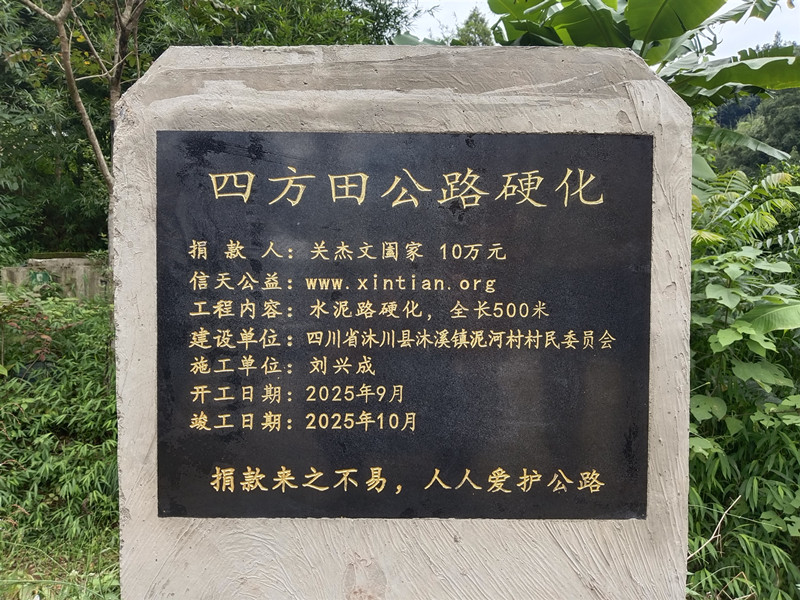 四方田公路硬化
捐款人：关杰文阖家 10万元
信天公益：www.xintian.org
工程内容：水泥路硬化，全长500米
建设单位：四川省沐川县沐溪镇泥河村村民委员会
施工单位：刘兴成
开工日期：2025年9月
竣工日期：2025年10月
捐款来之不易，人人爱护公路